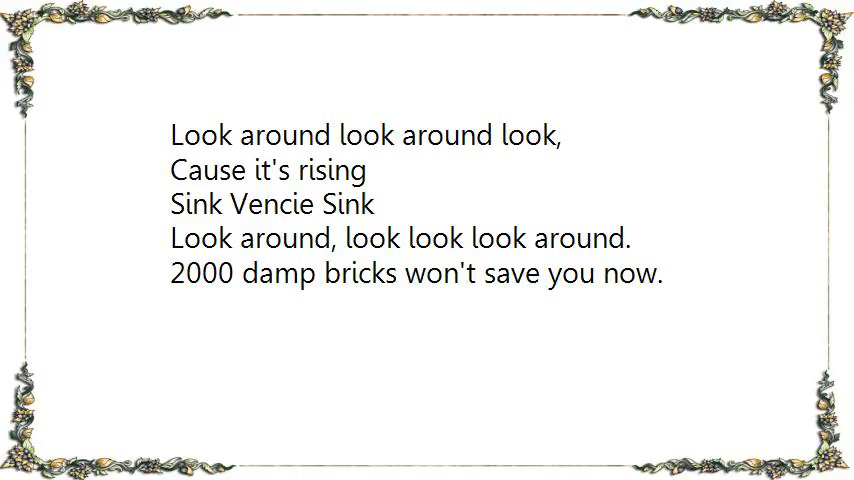 Look around look around look,
Cause it's rising
Sink Vencie Sink
Look around, look look look around.
2000 damp bricks won't save you now.